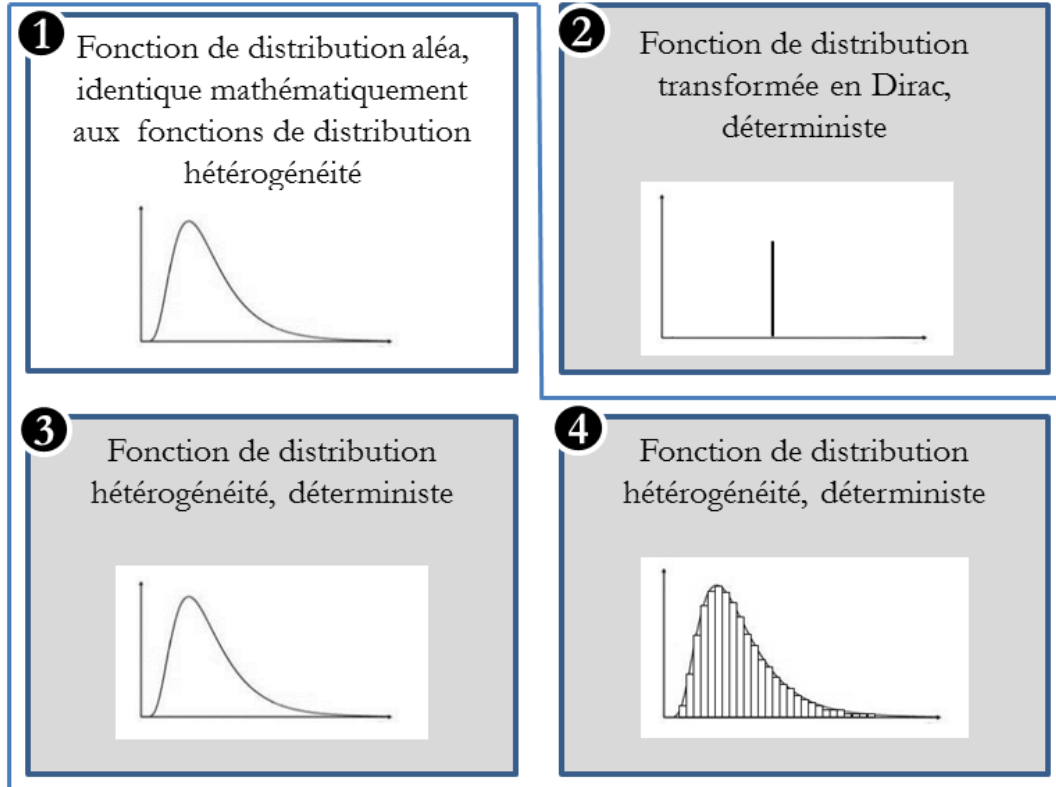 1
Fonction de distribution aléa,
identique mathématiquement
aux fonctions de distribution
hétérogénéité
2
Fonction de distribution
transformée en Dirac,
déterministe
3
Fonction de distribution
hétérogénéité, déterministe
4
Fonction de distribution
hétérogénéité, déterministe